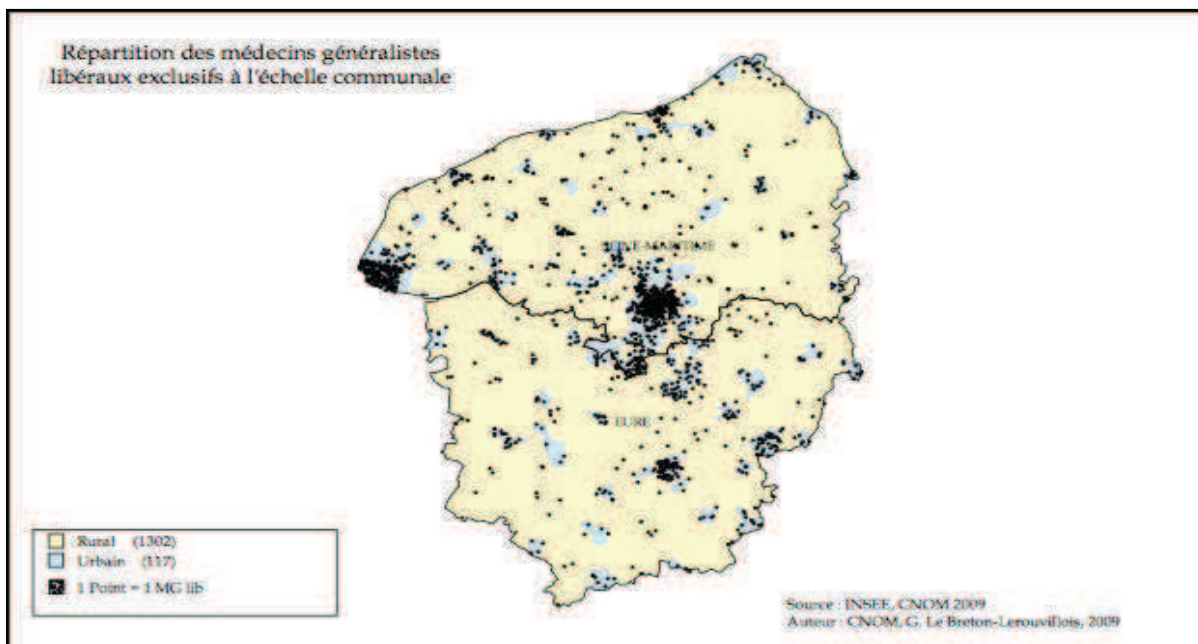 Répartition des médecins généralistes
libéraux exclusifs à l'échelle communale
SEINE-MARITIME
EURE
Rural (1302)
Urbain (117)
1 Point = 1 MG lib
Source : INSEE, CNOM 2009
Auteur : CNOM, G. Le Breton-Lerouvillois, 2009